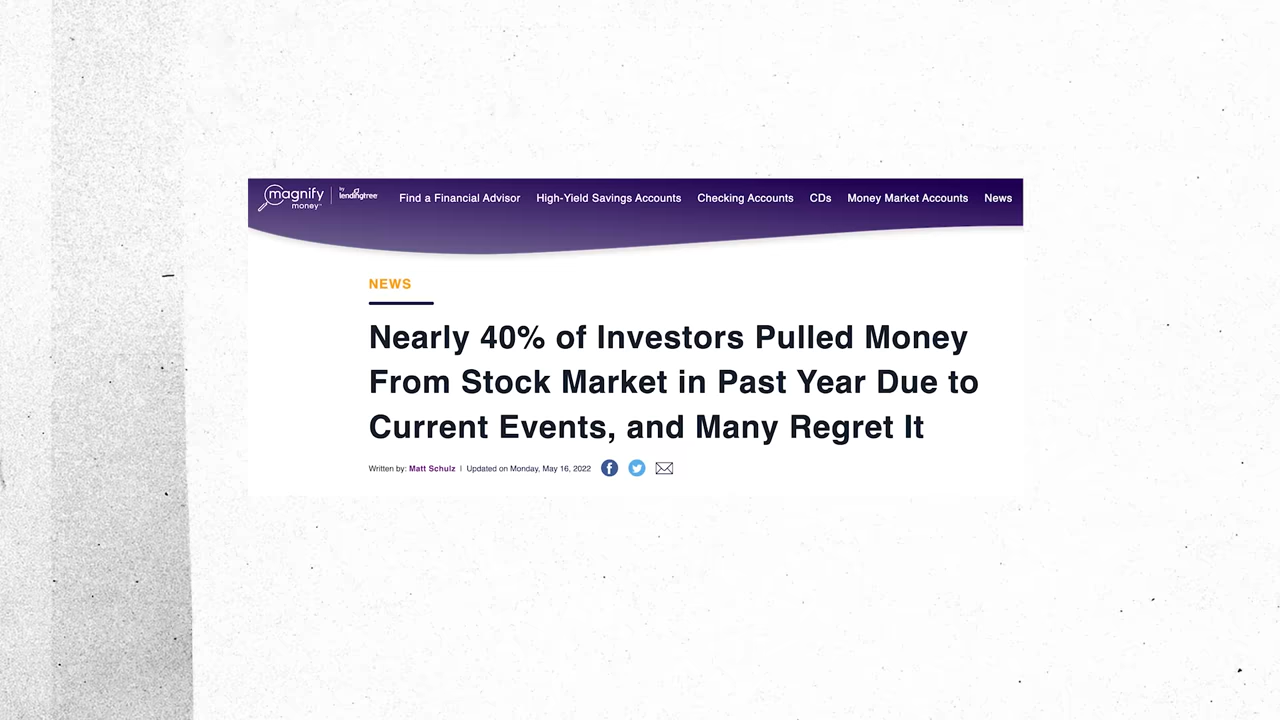 magnify money™ by lendingtree Find a Financial Advisor High-Yield Savings Accounts Checking Accounts CDs Money Market Accounts News
NEWS
Nearly 40% of Investors Pulled Money
From Stock Market in Past Year Due to
Current Events, and Many Regret It
Written by: Matt Schulz | Updated on Monday, May 16, 2022